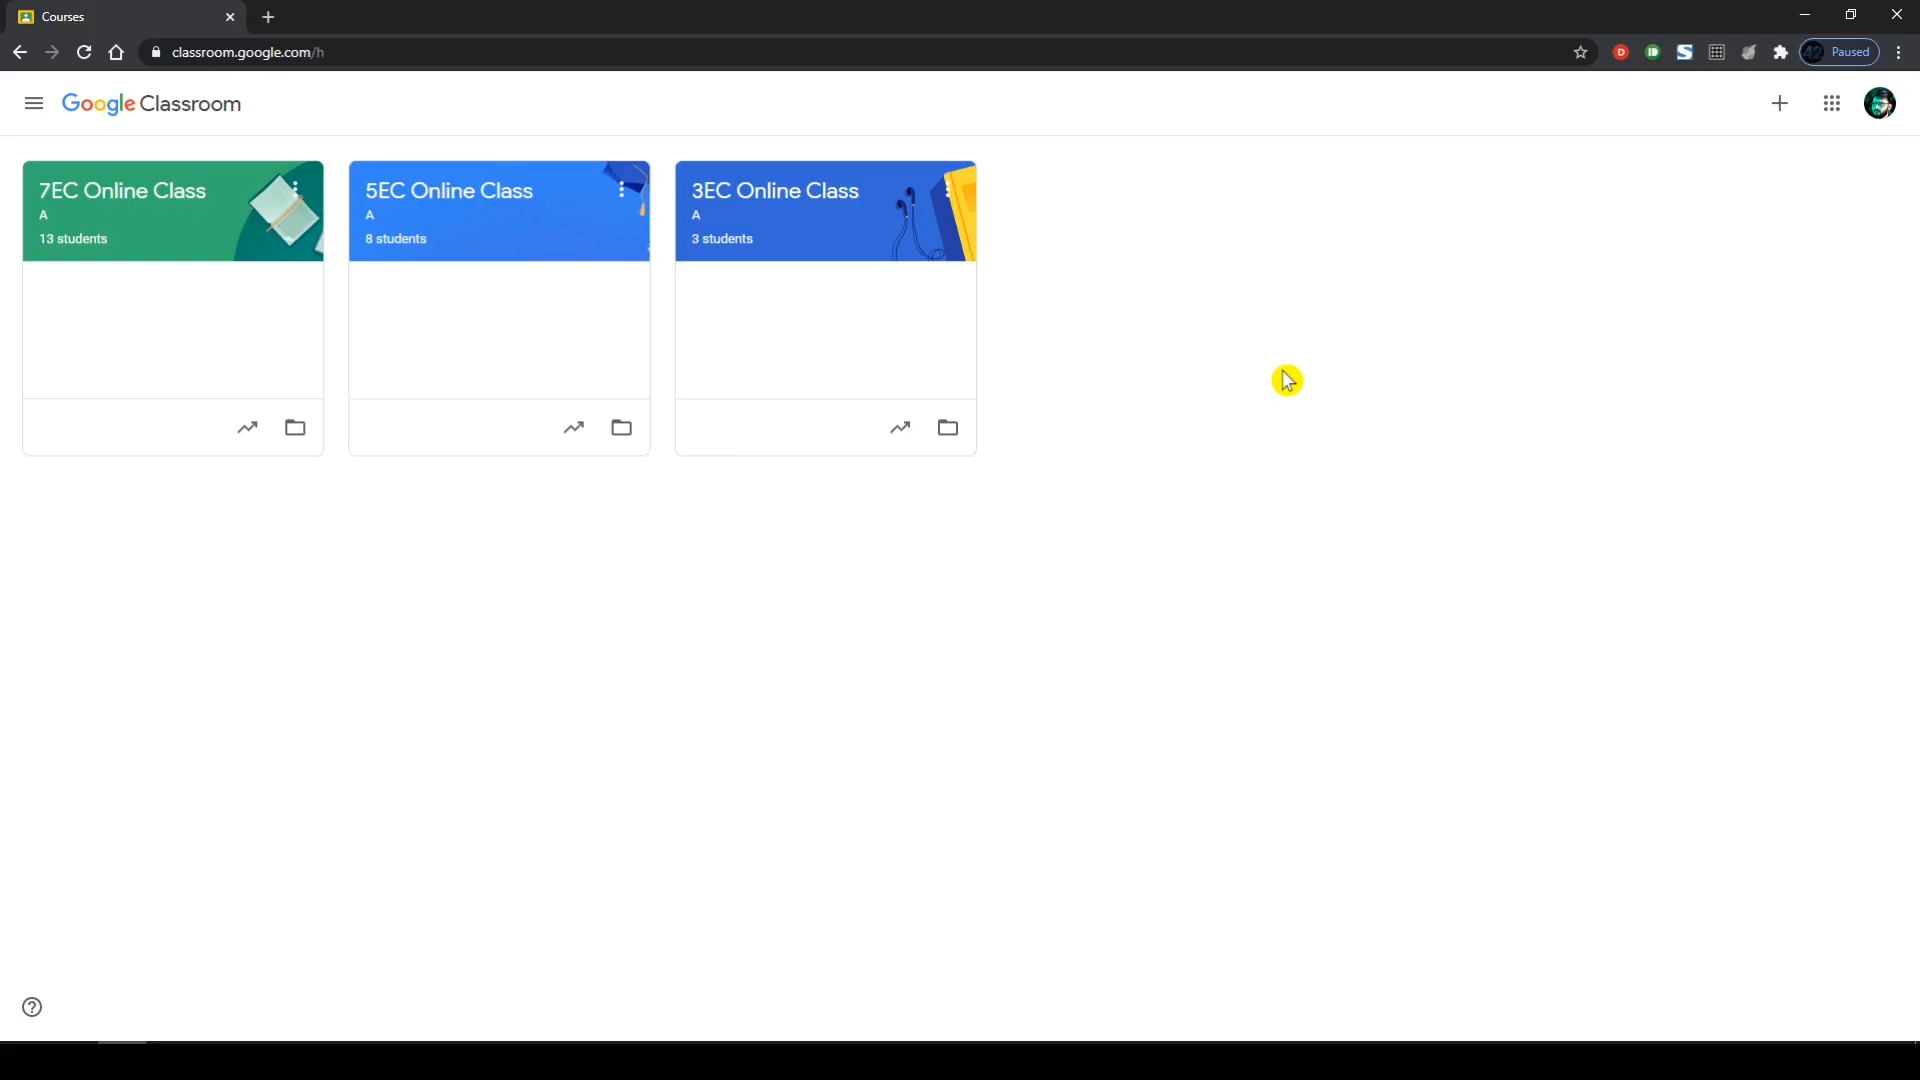 Courses
classroom.google.com/h
D
S
42 Paused
Google Classroom
7EC Online Class
A
13 students
5EC Online Class
A
8 students
3EC Online Class
A
3 students
?